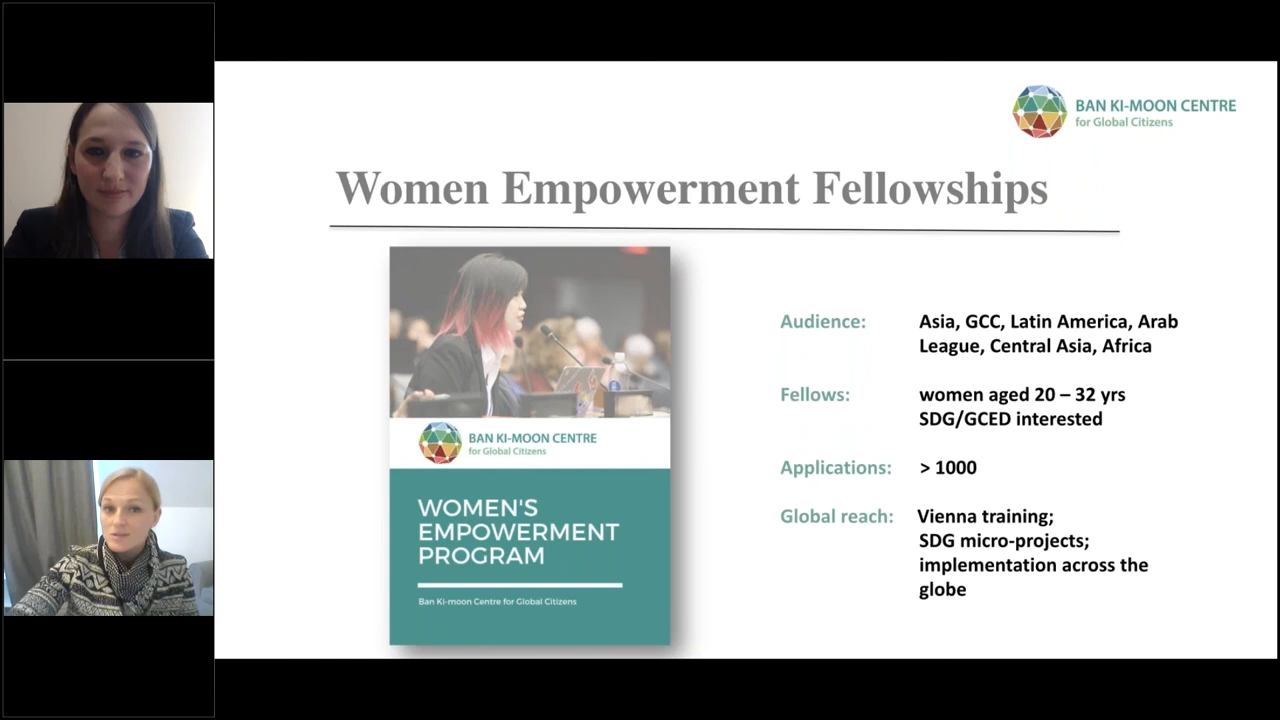 BAN KI-MOON CENTRE
for Global Citizens
Women Empowerment Fellowships
BAN KI-MOON CENTRE
for Global Citizens
WOMEN'S
EMPOWERMENT
PROGRAM
Ban Ki-moon Centre for Global Citizens
Audience: Asia, GCC, Latin America, Arab
League, Central Asia, Africa
Fellows: women aged 20 – 32 yrs
SDG/GCED interested
Applications: > 1000
Global reach: Vienna training;
SDG micro-projects;
implementation across the
globe